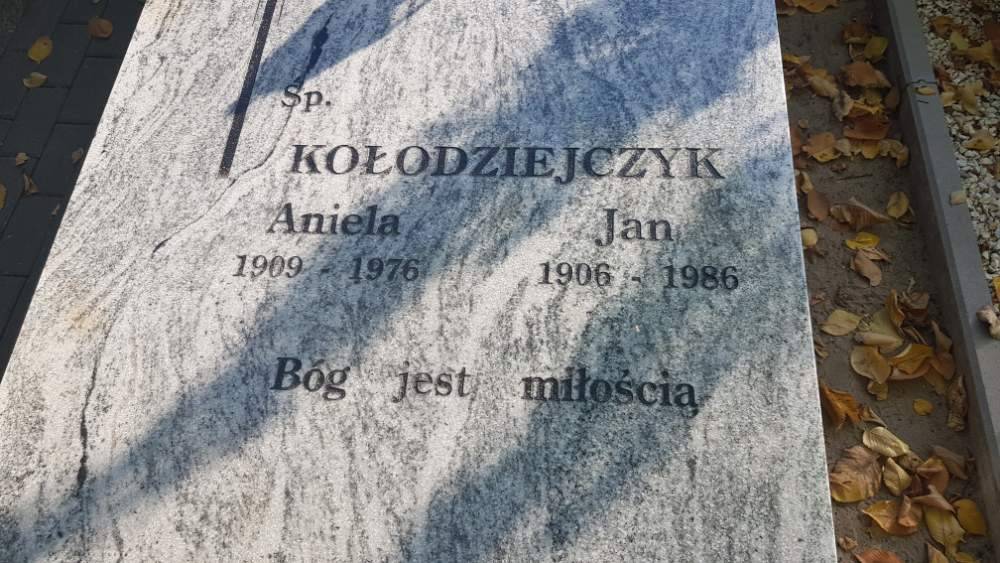 Sp.
KOŁODZIEJCZYK
Aniela Jan
1909 - 1976 1906 - 1986
Bóg jest miłością